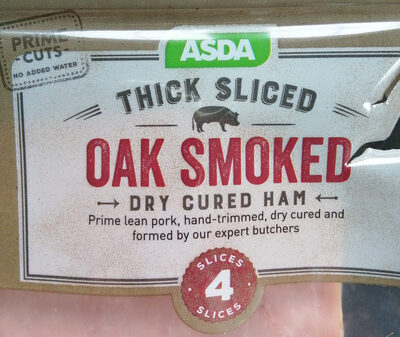 PRIME
CUTS
NO ADDED WATER
ASDA
THICK SLICED
OAK SMOKED
DRY CURED HAM
Prime lean pork, hand-trimmed, dry cured and
formed by our expert butchers
SLICES
4
SLICES